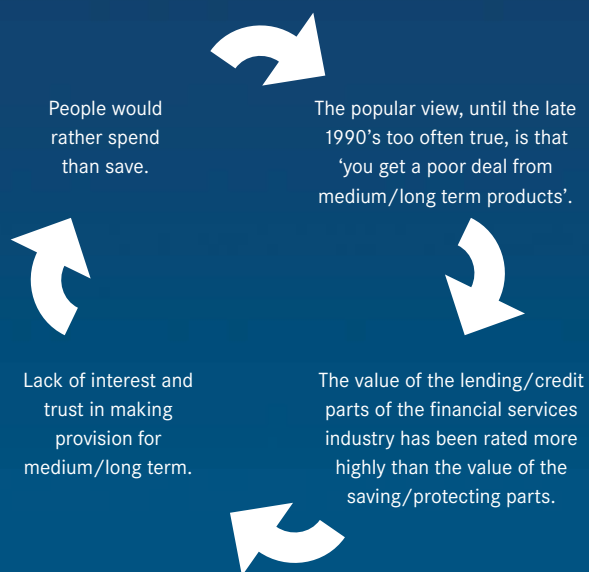 People would
rather spend
than save.
The popular view, until the late
1990's too often true, is that
‘you get a poor deal from
medium/long term products’.
The value of the lending/credit
parts of the financial services
industry has been rated more
highly than the value of the
saving/protecting parts.
Lack of interest and
trust in making
provision for
medium/long term.